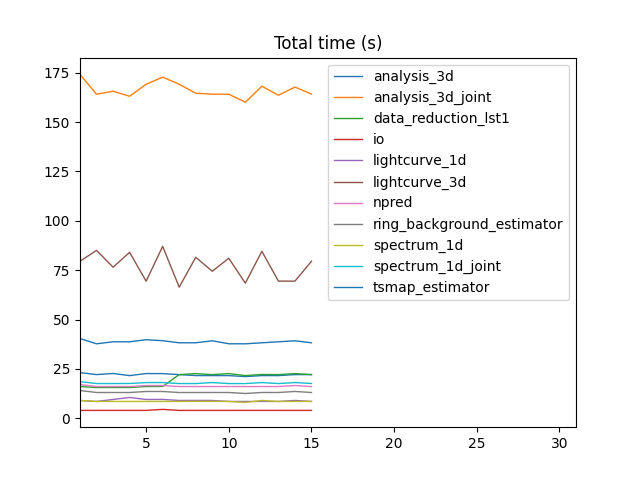 Total time (s)
175
150
125
100
75
50
25
0
5
10
15
20
25
30
analysis_3d
analysis_3d_joint
data_reduction_lst1
io
lightcurve_1d
lightcurve_3d
npred
ring_background_estimator
spectrum_1d
spectrum_1d_joint
tsmap_estimator